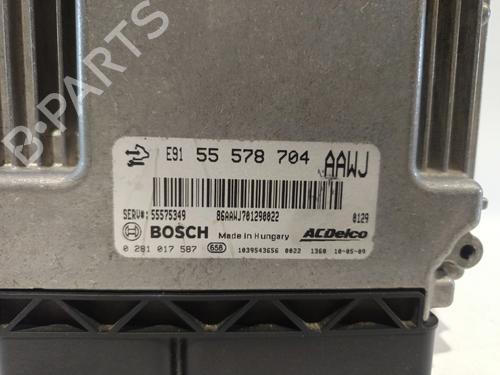 B-PARTS
E91 55 578 704 AAWJ
SERV#: 55575349 86AAWJ701290022 0129
BOSCH Made in Hungary ACDelco
0 281 017 587 658 1039S43656 0022 1360 10-05-09
B-PARTS